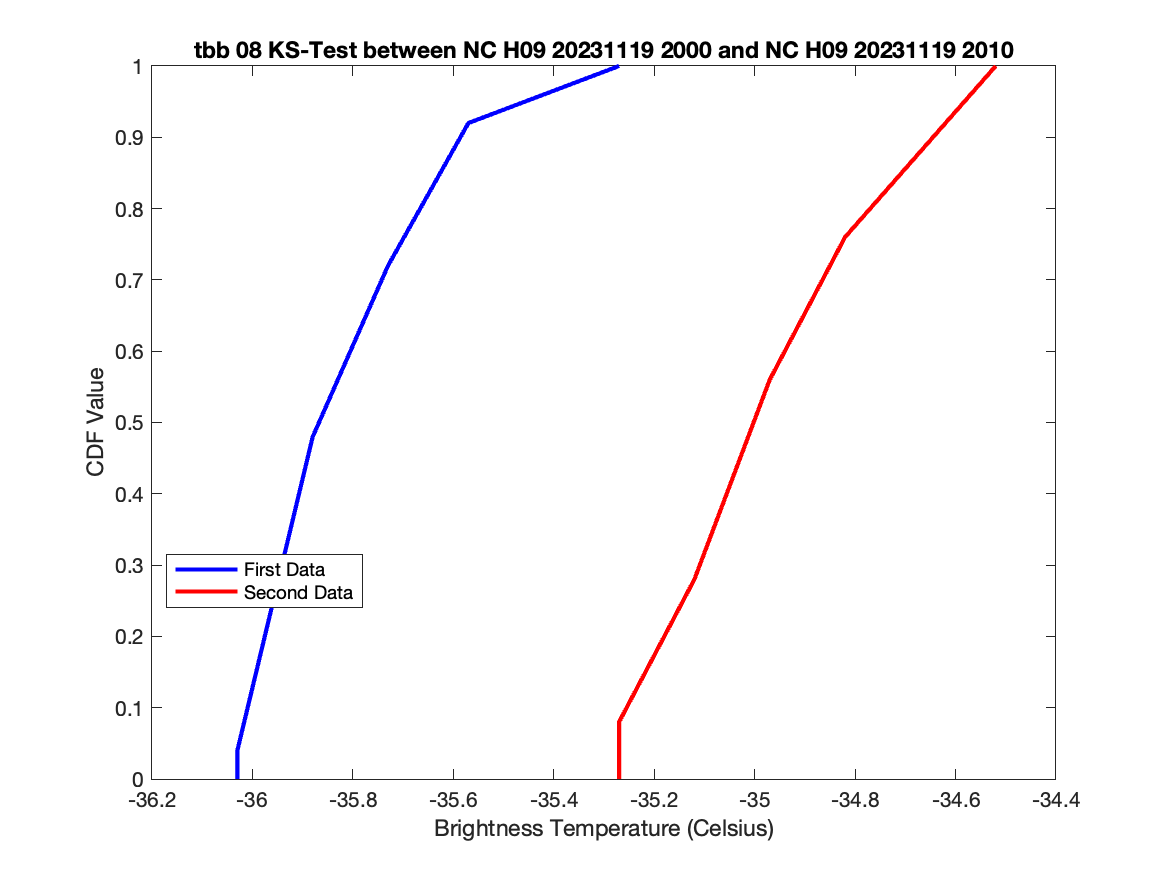 tbb 08 KS-Test between NC H09 20231119 2000 and NC H09 20231119 2010
1
0.9
0.8
0.7
0.6
0.5
0.4
0.3
0.2
0.1
0
CDF Value
First Data
Second Data
-36.2 -36 -35.8 -35.6 -35.4 -35.2 -35 -34.8 -34.6 -34.4
Brightness Temperature (Celsius)